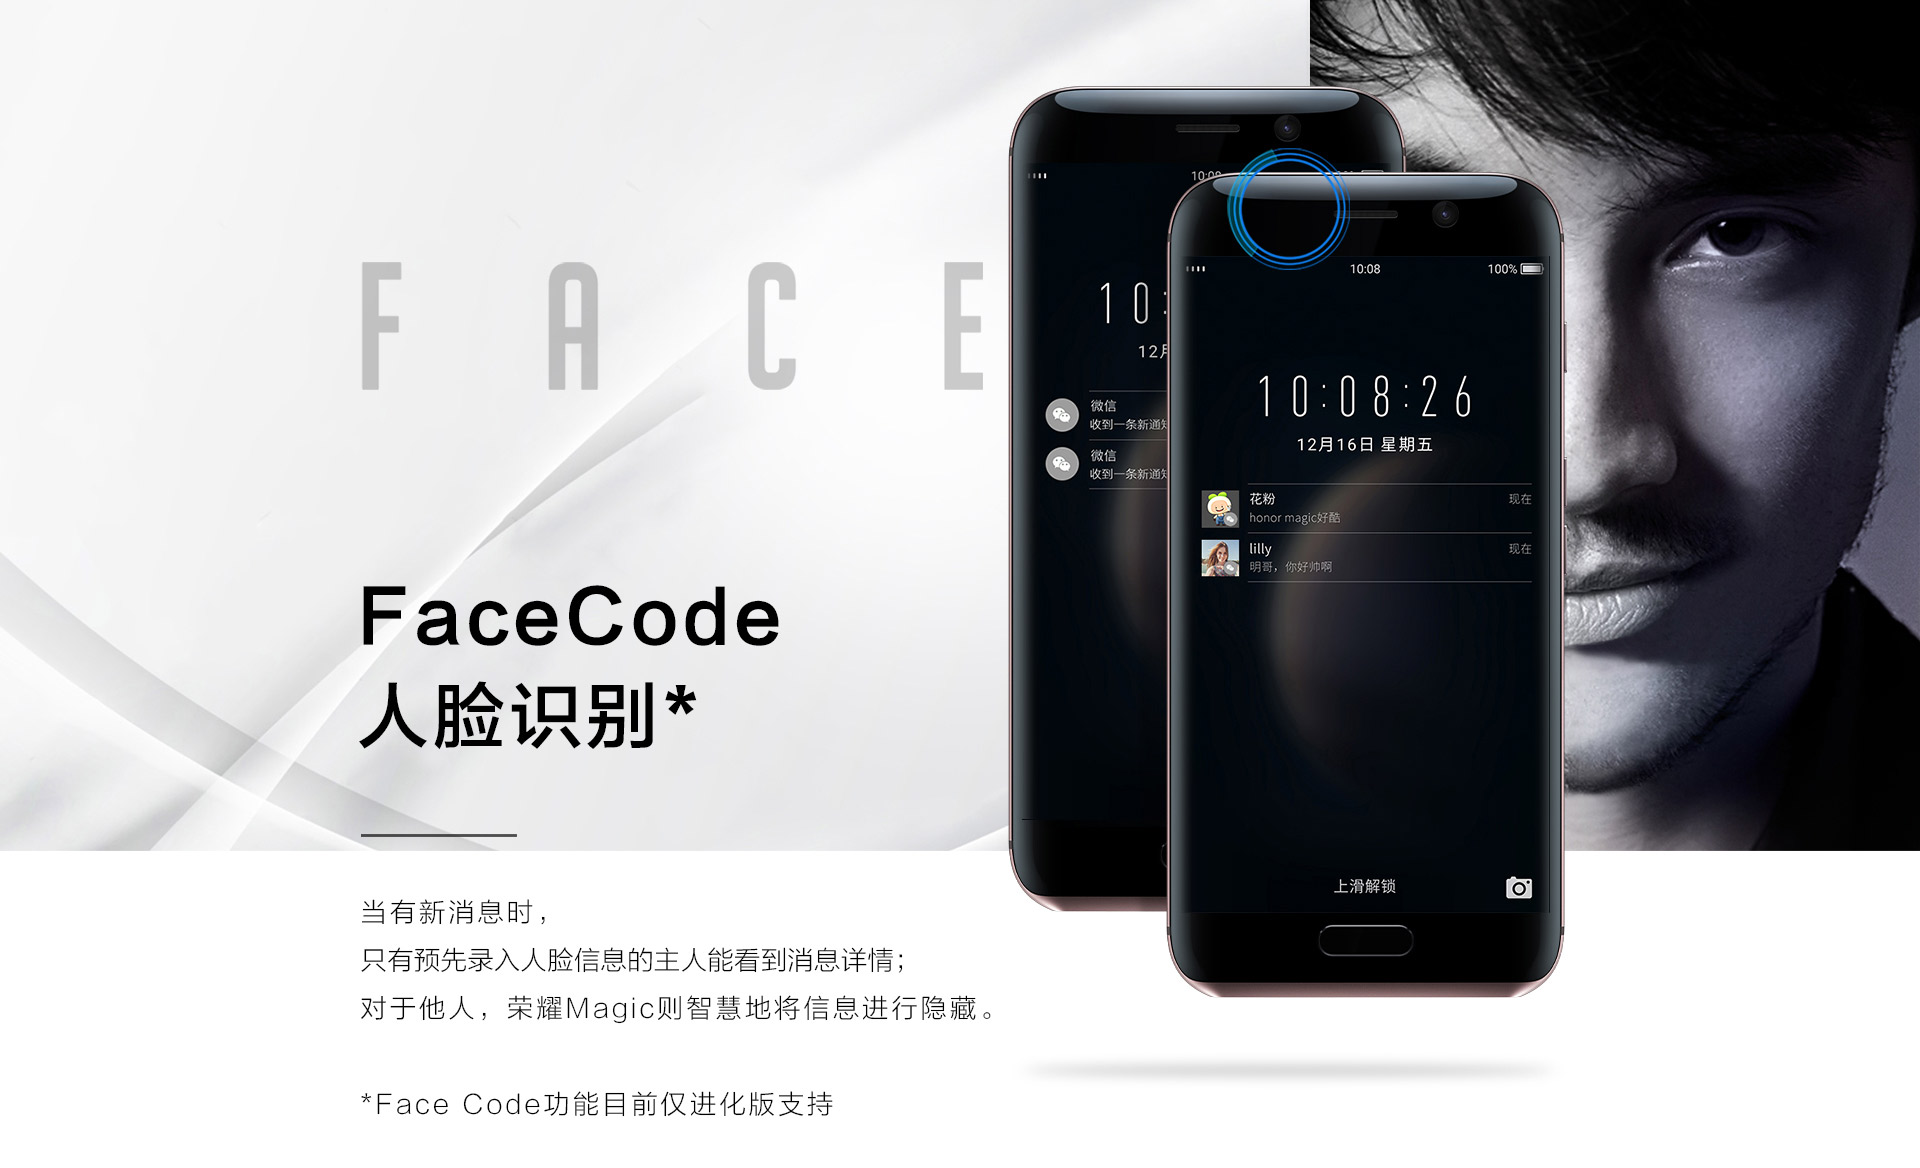 FACE
FaceCode
人脸识别*
当有新消息时，
只有预先录入人脸信息的主人能看到消息详情；
对于他人，荣耀Magic则智慧地将信息进行隐藏。
*Face Code功能目前仅进化版支持
10:
12月
微信
收到一条新通知
微信
收到一条新通知
10:08
100%
10:08:26
12月16日 星期五
花粉
现在
honor magic好酷
lilly
现在
明哥，你好帅啊
上滑解锁